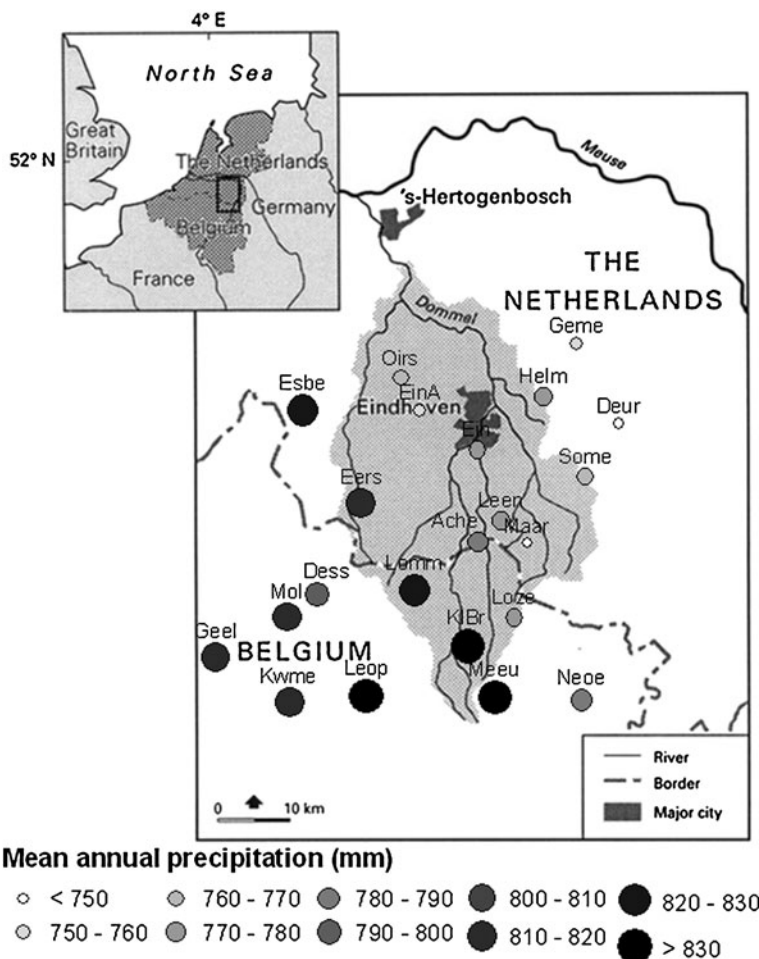 4° E
North Sea
Great
Britain
52° N
The Netherlands
Germany
Belgium
France
Meuse
's-Hertogenbosch
THE
NETHERLANDS
Dommel
Geme
Oirs
Helm
Esbe
EinA
Eindhoven
Deur
Ein
Some
Eers
Leen
Ache
Maar
Lomm
Dess
Mol
Loze
KlBr
Geel
BELGIUM
Leop
Meeu
Kwme
Neoe
River
Border
Major city
0 10 km
Mean annual precipitation (mm)
< 750 760 - 770 780 - 790 800 - 810 820 - 830
750 - 760 770 - 780 790 - 800 810 - 820 > 830